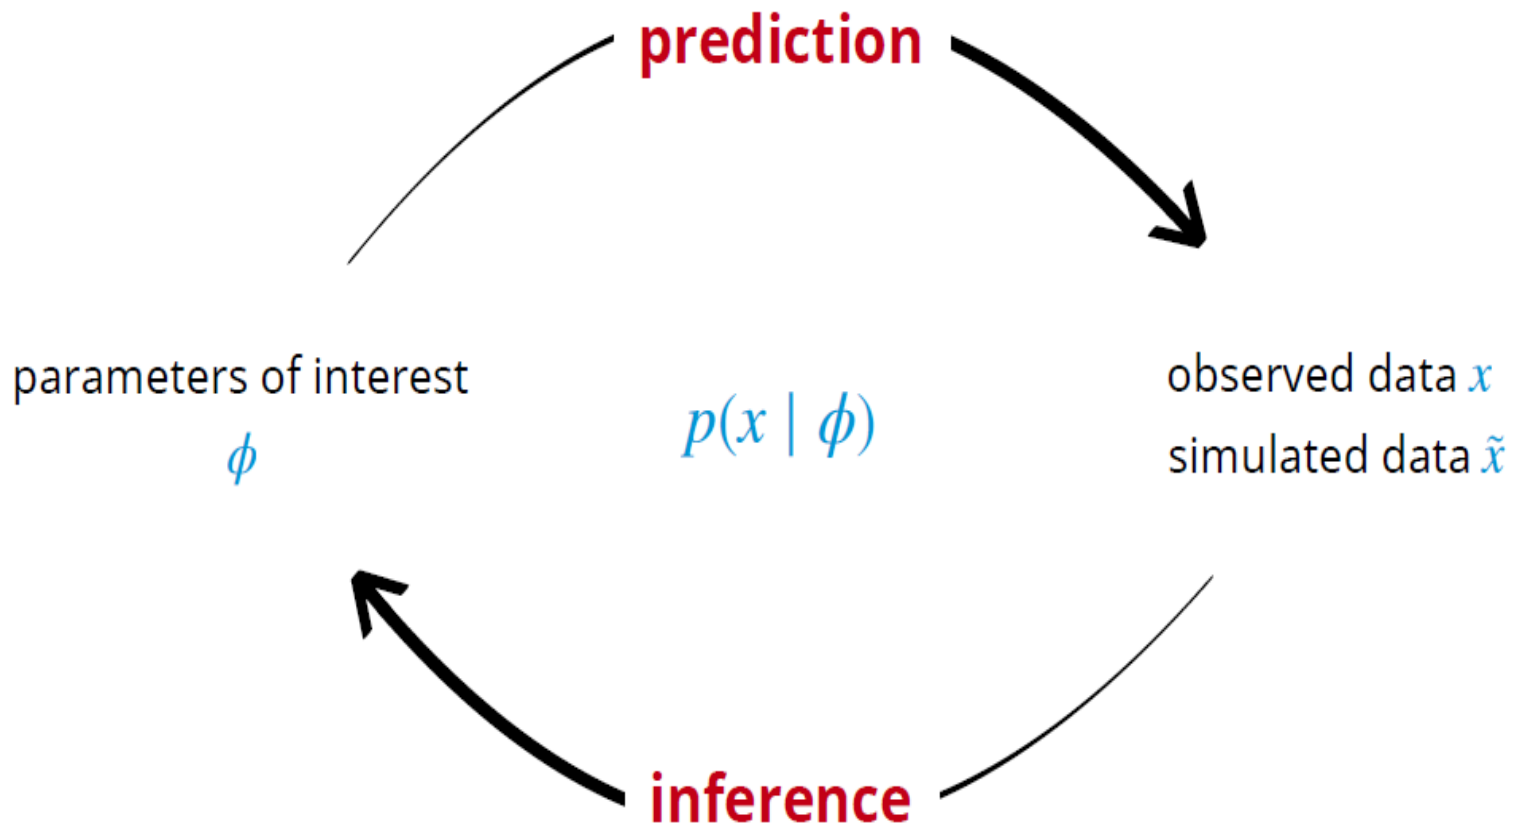 prediction
parameters of interest
ϕ
p(x | ϕ)
observed data x
simulated data x̃
inference